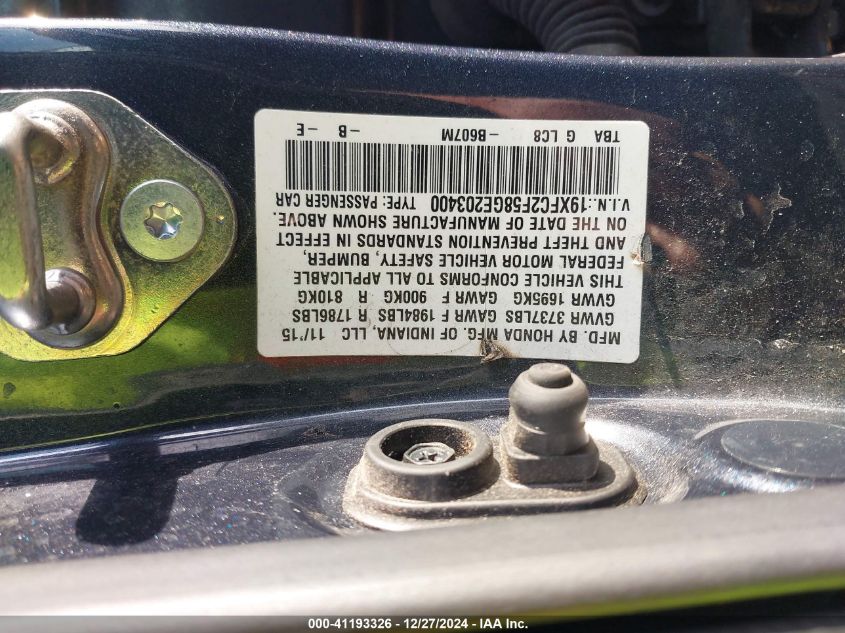 MFD. BY HONDA MFG. OF INDIANA, LLC 11/'15
GVWR 3737LBS GAWR F 1984LBS R 1786LBS
GVWR 1695KG GAWR F 900KG R 810KG
THIS VEHICLE CONFORMS TO ALL APPLICABLE
FEDERAL MOTOR VEHICLE SAFETY, BUMPER,
AND THEFT PREVENTION STANDARDS IN EFFECT
ON THE DATE OF MANUFACTURE SHOWN ABOVE.
V.I.N.:19XFC2F58GE203400 TYPE: PASSENGER CAR
TBA G LC8 –B607M –B –E
000-41193326 - 12/27/2024 - IAA Inc.